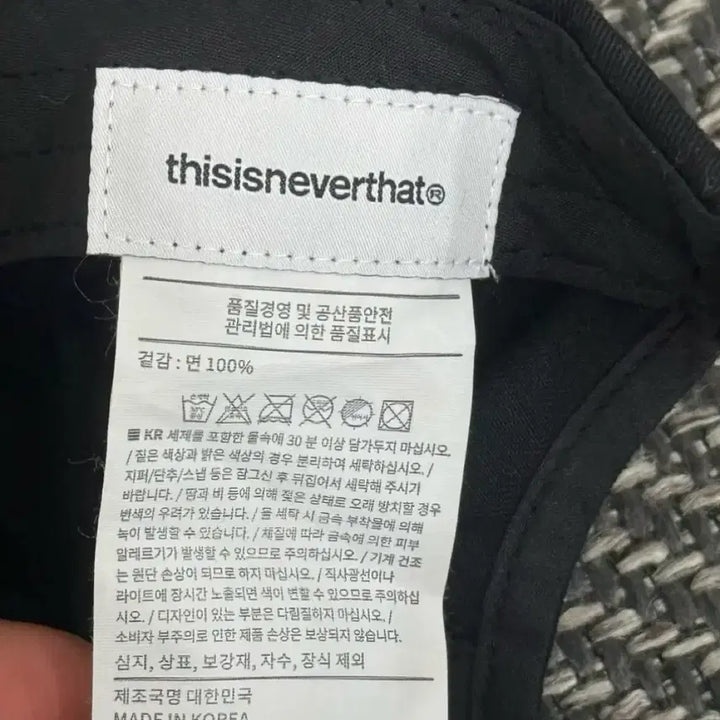 thisisneverthat®
품질경영 및 공산품안전
관리법에 의한 품질표시
겉감 : 면 100%
KR 세제를 포함한 물속에 30 분 이상 담가두지 마십시오.
/ 짙은 색상과 밝은 색상의 경우 분리하여 세탁하십시오. /
지퍼/단추/스냅 등은 잠그신 후 뒤집어서 세탁해 주시기
바랍니다. / 땀과 비 등에 의해 젖은 상태로 오래 방치할 경우
변색의 우려가 있습니다. / 물 세탁 시 금속 부착물에 의해
녹이 발생할 수 있습니다. / 체질에 따라 금속에 의한 피부
알레르기가 발생할 수 있으므로 주의하십시오. / 기계 건조
는 원단 손상이 되므로 하지 마십시오. / 직사광선이나
라이트에 장시간 노출되면 색이 변할 수 있으므로 주의하십
시오. / 디자인이 있는 부분은 다림질하지 마십시오. /
소비자 부주의로 인한 제품 손상은 보상되지 않습니다.
심지, 상표, 보강재, 자수, 장식 제외
제조국명 대한민국
MADE IN KOREA